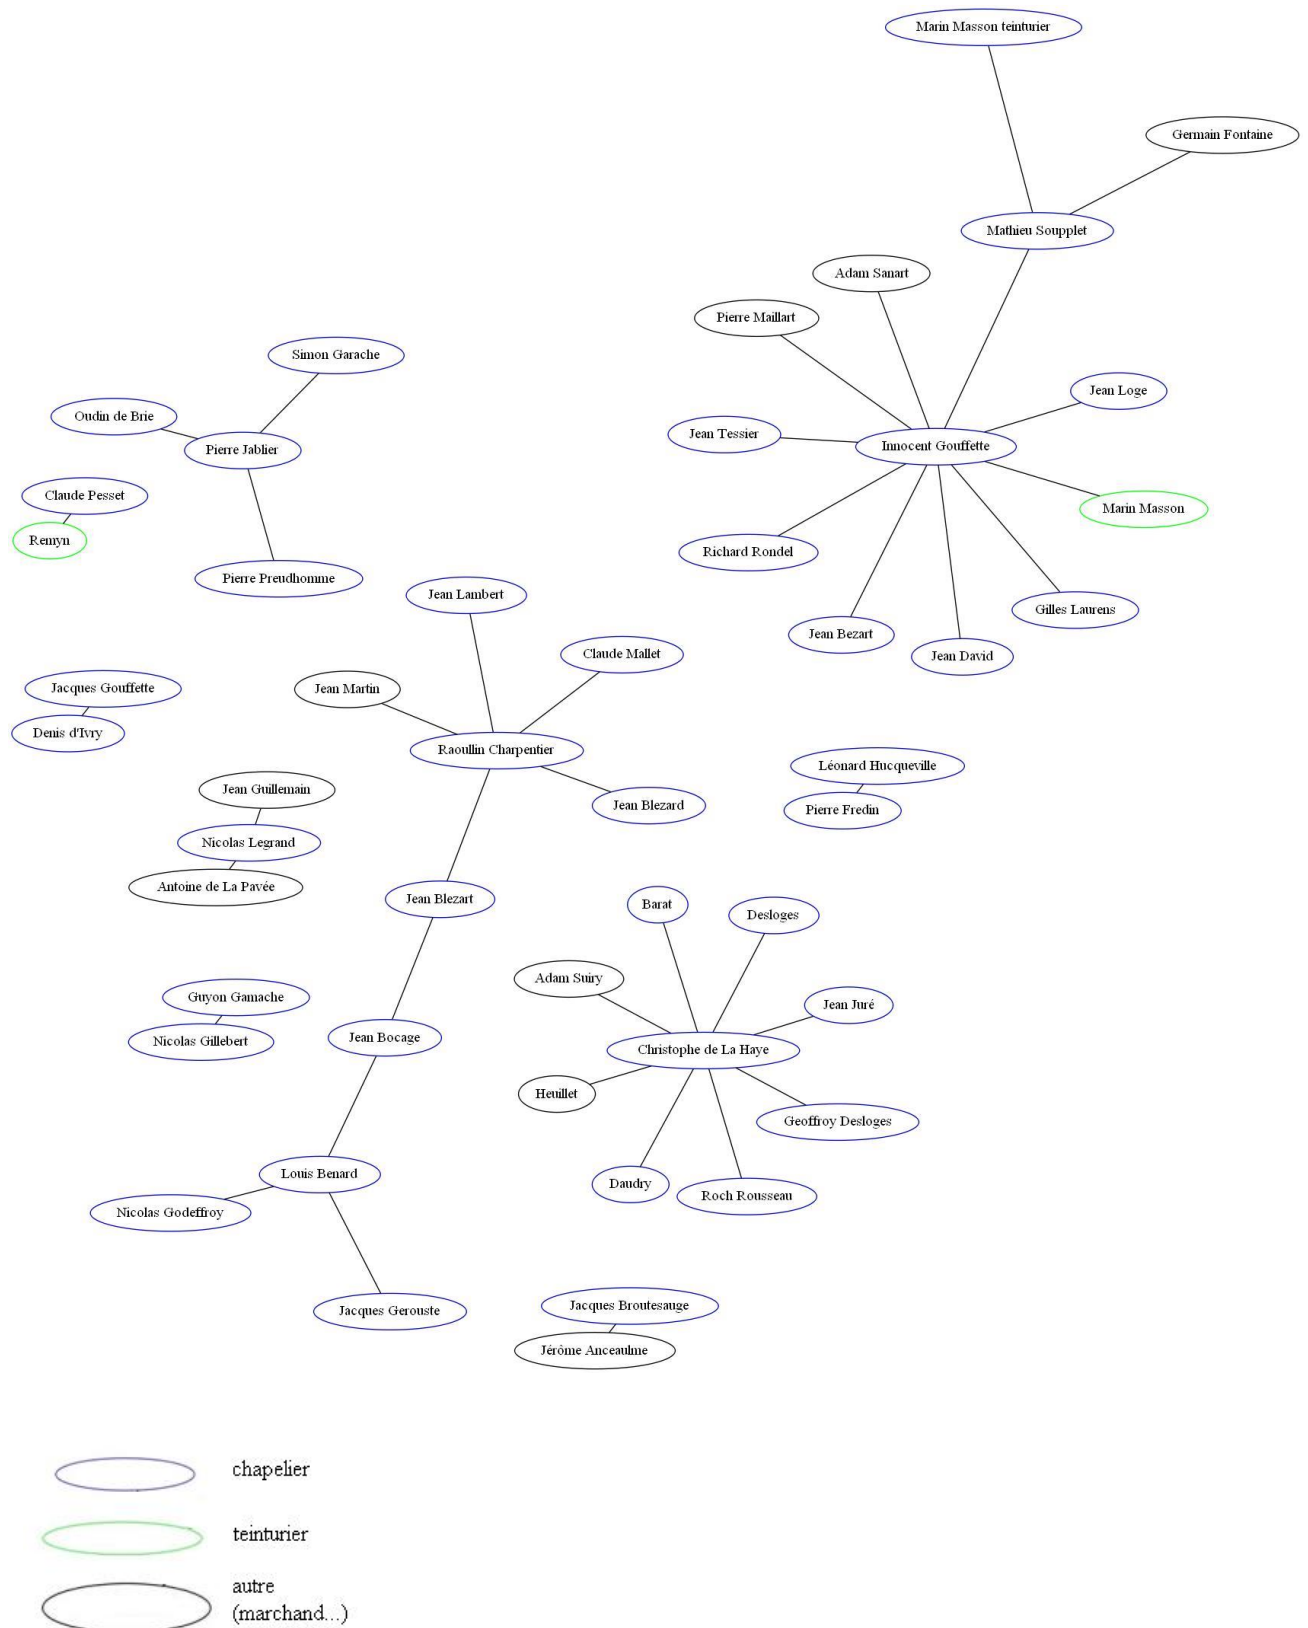 Marin Masson teinturier
Germain Fontaine
Mathieu Soupplet
Adam Sanart
Pierre Maillart
Simon Garache
Jean Loge
Oudin de Brie
Jean Tessier
Innocent Gouffette
Pierre Jablier
Claude Pesset
Marin Masson
Remyn
Richard Rondel
Pierre Preudhomme
Jean Lambert
Gilles Laurens
Jean Bezart
Claude Mallet
Jean David
Jacques Gouffette
Jean Martin
Denis d'Ivry
Raoullin Charpentier
Léonard Hucqueville
Jean Guillemain
Jean Blezard
Pierre Fredin
Nicolas Legrand
Antoine de La Pavée
Jean Blezart
Barat
Desloges
Adam Suiry
Guyon Gamache
Jean Juré
Jean Bocage
Nicolas Gillebert
Christophe de La Haye
Heuillet
Geoffroy Desloges
Louis Benard
Daudry
Roch Rousseau
Nicolas Godeffroy
Jacques Broutesauge
Jacques Gerouste
Jérôme Anceaulme
chapelier
teinturier
autre
(marchand...)